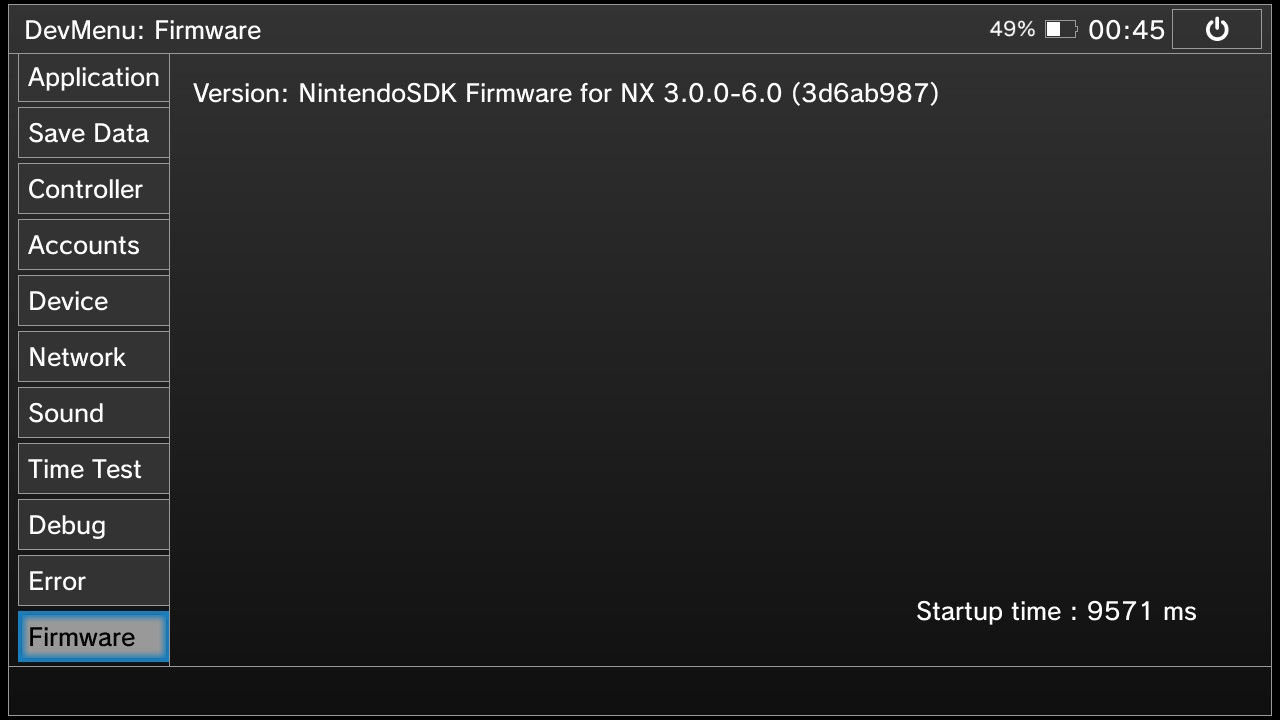 DevMenu: Firmware
49% 00:45
Application
Save Data
Controller
Accounts
Device
Network
Sound
Time Test
Debug
Error
Firmware
Version: NintendoSDK Firmware for NX 3.0.0-6.0 (3d6ab987)
Startup time : 9571 ms